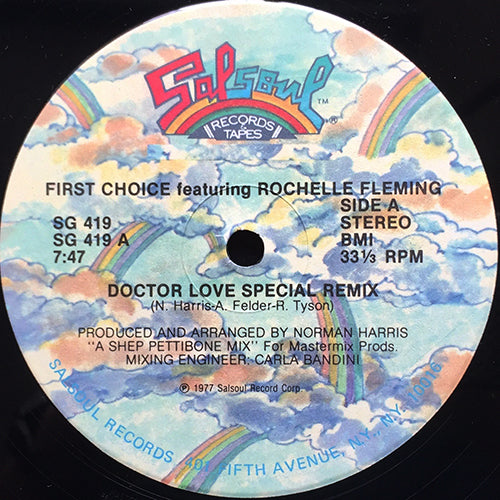 Salsoul
TM
RECORDS
& TAPES
®
FIRST CHOICE featuring ROCHELLE FLEMING
SG 419
SG 419 A
7:47
SIDE A
STEREO
BMI
33⅓ RPM
DOCTOR LOVE SPECIAL REMIX
(N. Harris-A. Felder-R. Tyson)
PRODUCED AND ARRANGED BY NORMAN HARRIS
"A SHEP PETTIBONE MIX" For Mastermix Prods.
MIXING ENGINEER: CARLA BANDINI
℗ 1977 Salsoul Record Corp.
SALSOUL RECORDS, 401 FIFTH AVENUE, N.Y., N.Y. 10016